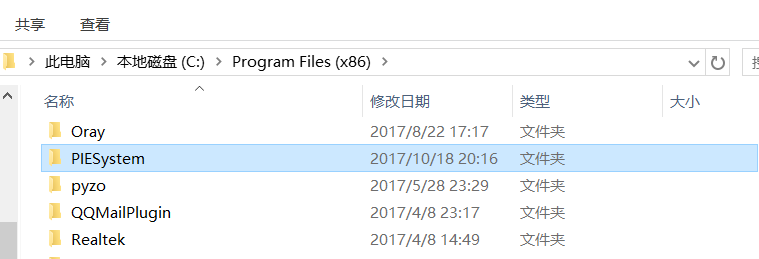 共享 查看
此电脑 本地磁盘 (C:) Program Files (x86)
名称 修改日期 类型 大小
Oray 2017/8/22 17:17 文件夹
PIESystem 2017/10/18 20:16 文件夹
pyzo 2017/5/28 23:29 文件夹
QQMailPlugin 2017/4/8 23:17 文件夹
Realtek 2017/4/8 14:49 文件夹